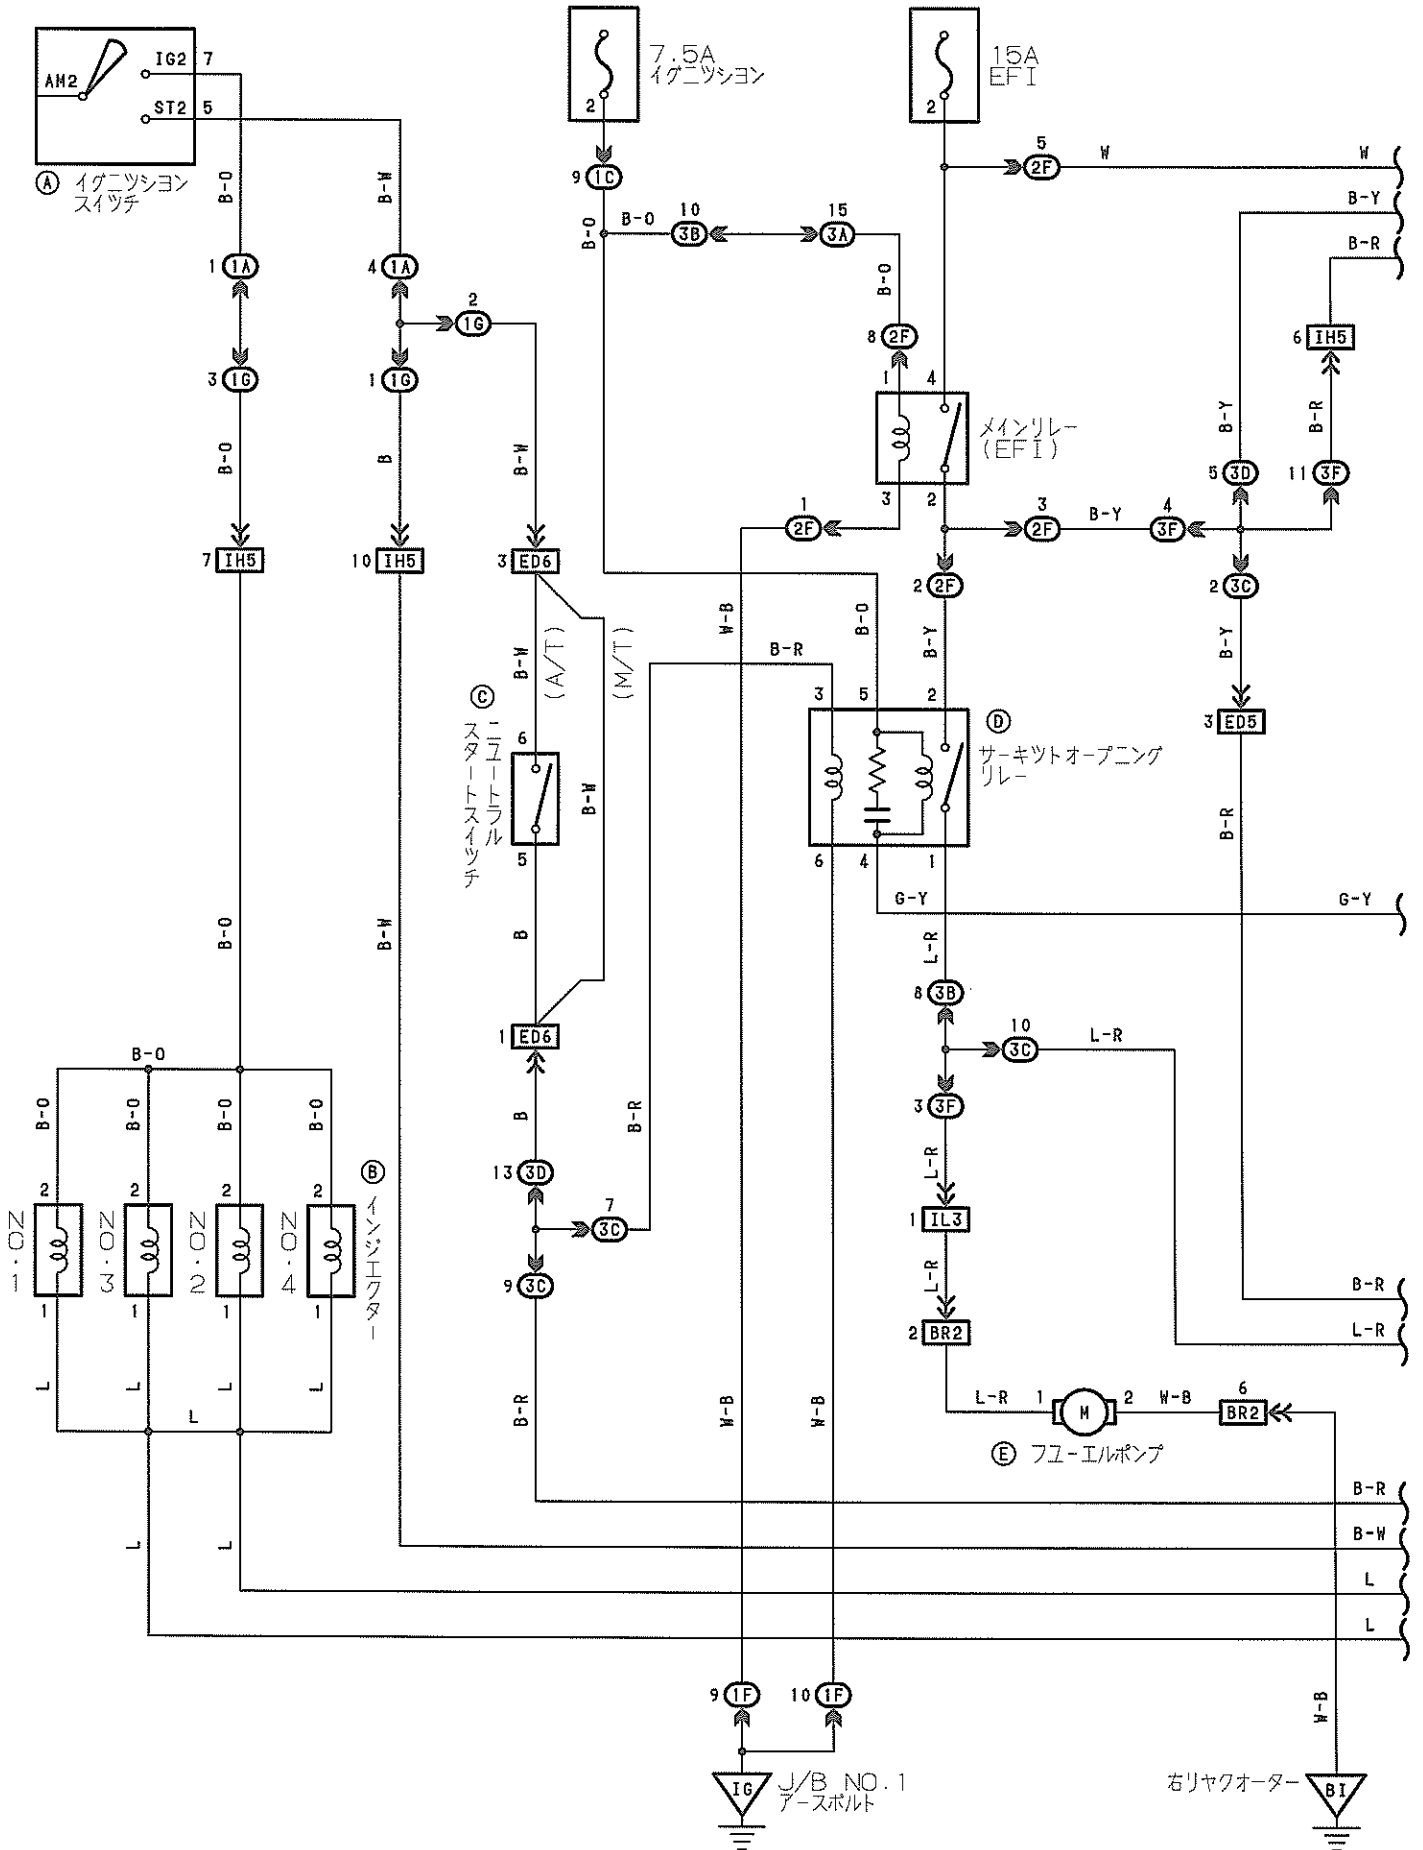 AM2
IG2 7
ST2 5
A イグニツシヨン
スイツチ
2
7.5A
イグニツシヨン
2
15A
EFI
9 1C
5
2F
W
W
B-Y
B-R
B-O
B-W
B-O
B-O
10
3B
15
3A
B-O
1 1A
4 1A
2
1G
8 2F
6 IH5
3 1G
1 1G
1
4
メインリレー
(EFI)
3
2
B-O
B
B-W
B-Y
B-R
5 3D
11 3F
1
2F
3
2F
B-Y
4
3F
7 IH5
10 IH5
3 ED6
2 2F
2 3C
W-B
B-O
B-Y
B-Y
B-W
(A/T)
(M/T)
B-R
C
ニユートラル
スタートスイツチ
6
5
B-W
3
5
2
D
サーキツトオープニング
リレー
6
4
1
3 ED5
B-R
G-Y
G-Y
B-O
B-W
B
L-R
8 3B
10
3C
L-R
1 ED6
B-O
3 3F
B-O
B-O
B-O
B-O
B
B-R
L-R
13 3D
B
インジエクター
2
2
2
2
NO.1
NO.3
NO.2
NO.4
1
1
1
1
7
3C
1 IL3
9 3C
L-R
B-R
L-R
2 BR2
L
L
L
L
L
B-R
W-B
W-B
L-R
1
M
2
W-B
6
BR2
E フユーエルポンプ
B-R
B-W
L
L
L
L
9 1F
10 1F
W-B
IG
J/B NO.1
アースボルト
右リヤクオーター
BI